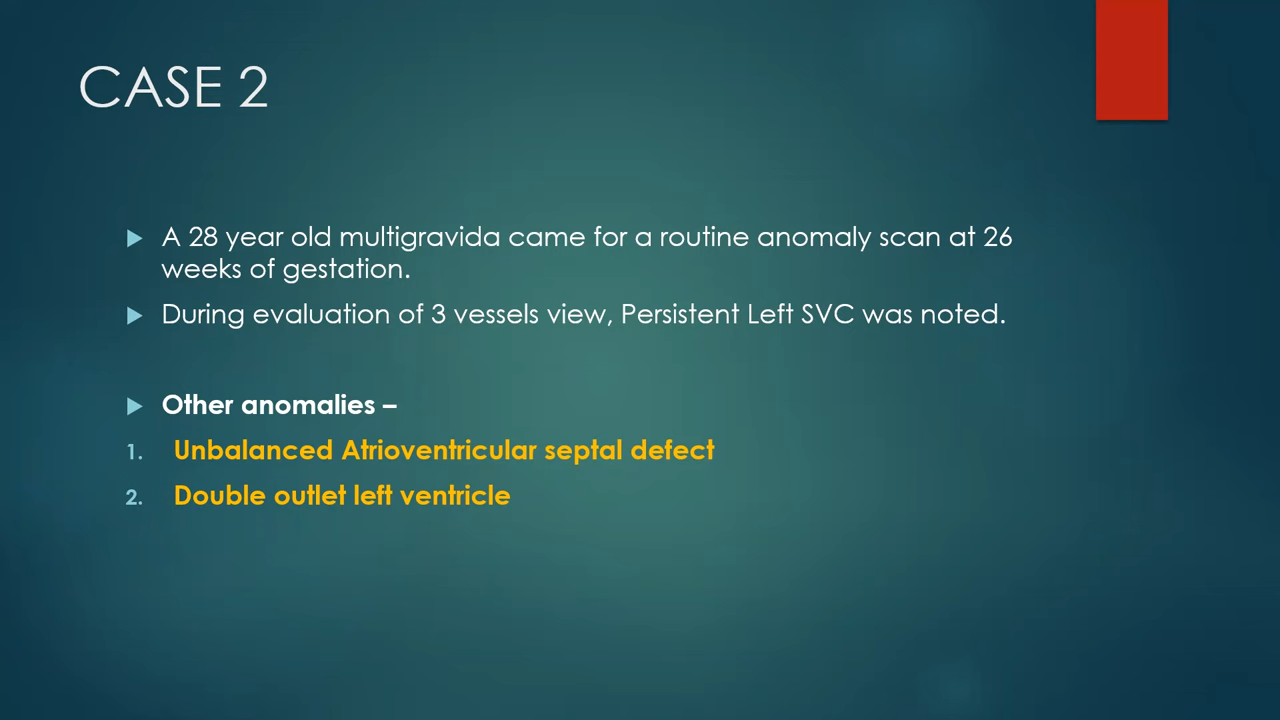 CASE 2
A 28 year old multigravida came for a routine anomaly scan at 26
weeks of gestation.
During evaluation of 3 vessels view, Persistent Left SVC was noted.
Other anomalies –
1. Unbalanced Atrioventricular septal defect
2. Double outlet left ventricle